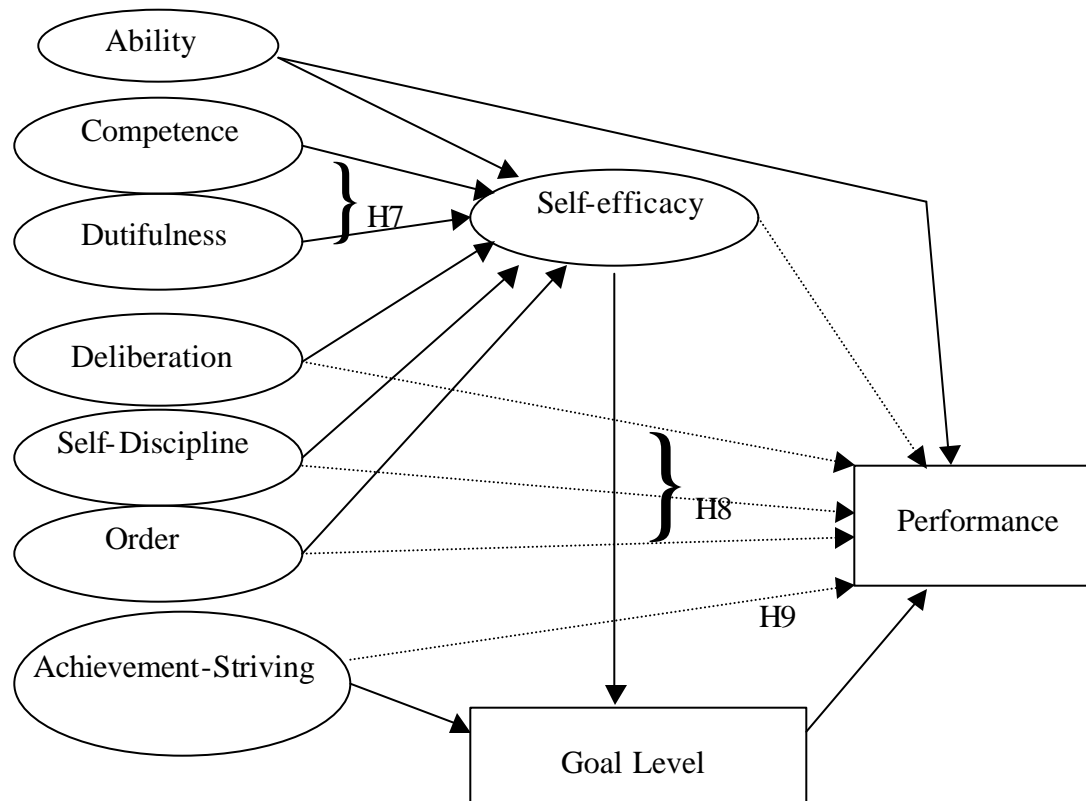 Ability
Competence
Dutifulness
} H7
Self-efficacy
Deliberation
Self-Discipline
Order
} H8
Performance
H9
Achievement-Striving
Goal Level